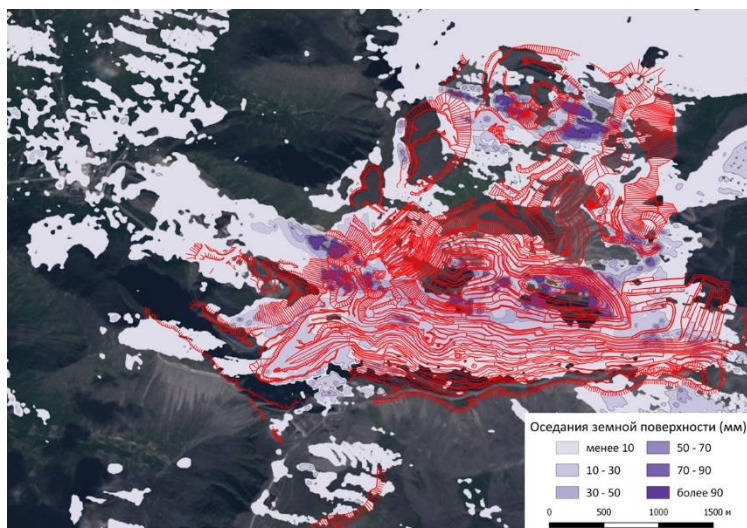 Оседания земной поверхности (мм)
менее 10 50 - 70
10 - 30 70 - 90
30 - 50 более 90
0 500 1000 1500 м